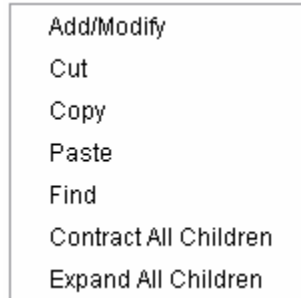 Add/Modify
Cut
Copy
Paste
Find
Contract All Children
Expand All Children